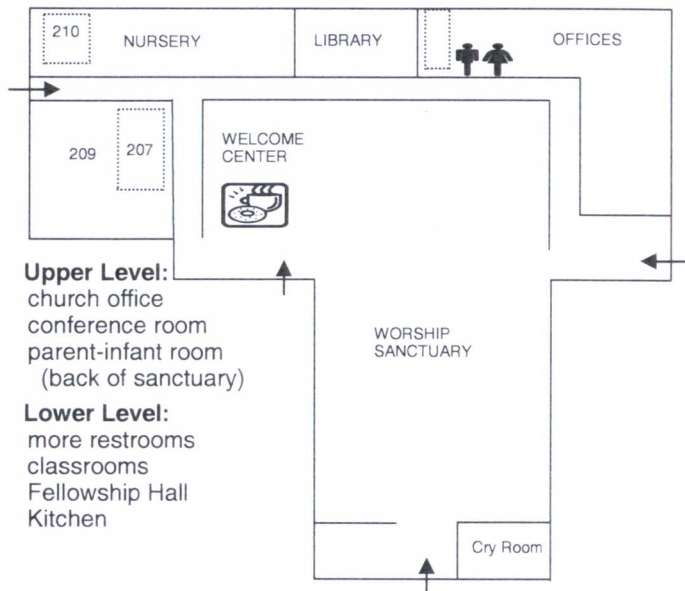 210
NURSERY
LIBRARY
OFFICES
209
207
WELCOME
CENTER
Upper Level:
church office
conference room
parent-infant room
(back of sanctuary)
WORSHIP
SANCTUARY
Lower Level:
more restrooms
classrooms
Fellowship Hall
Kitchen
Cry Room